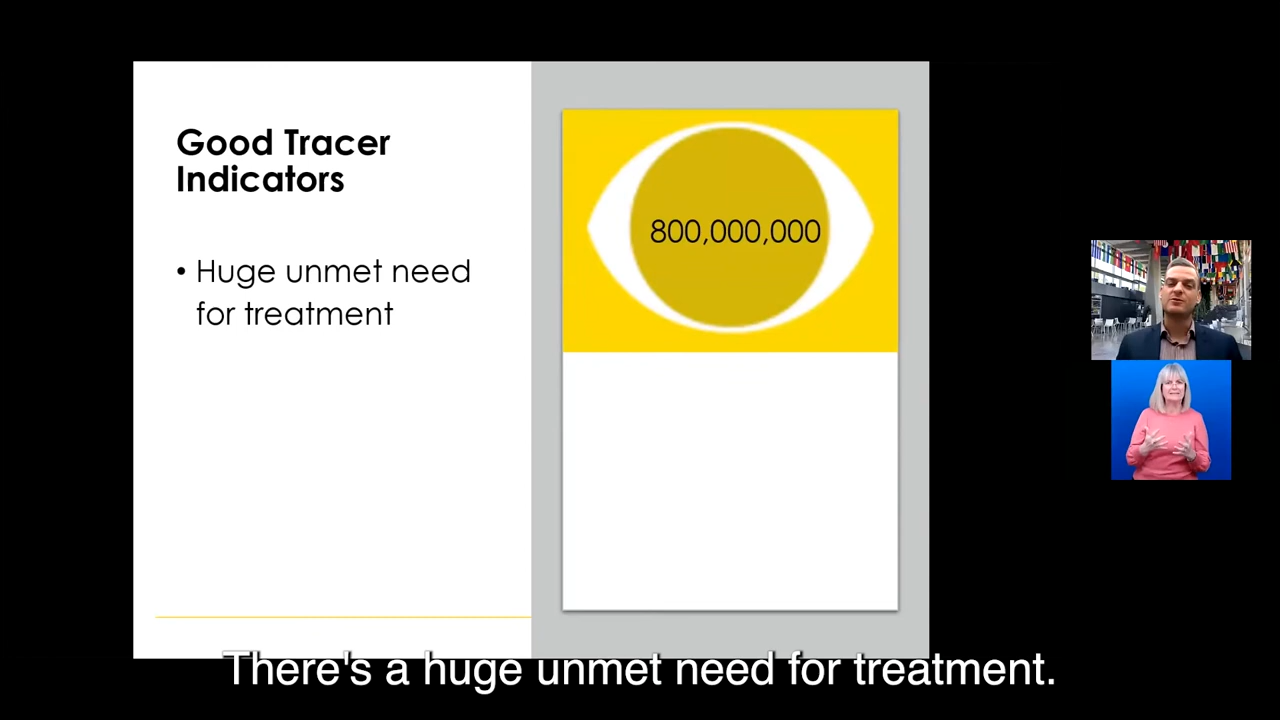 Good Tracer
Indicators
• Huge unmet need
for treatment
800,000,000
There's a huge unmet need for treatment.